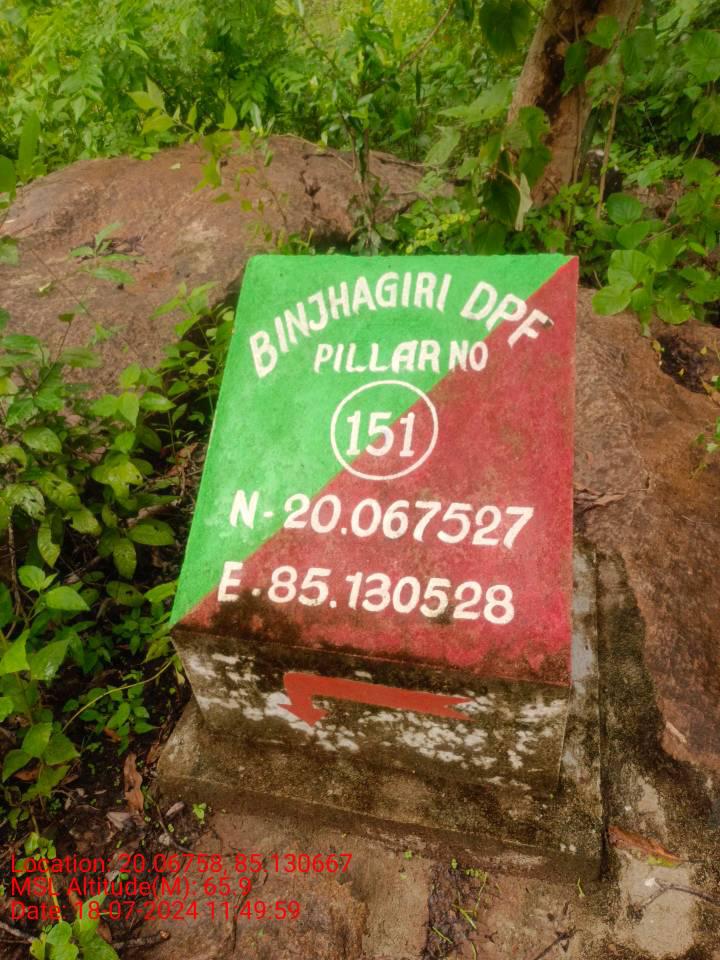 BINJHAGIRI DPF
PILLAR NO
151
N-20.067527
E.-85.130528
Location: 20.06758, 85.130667
MSL Altitude(M): 65.9
Date: 18-07-2024 11:49:59